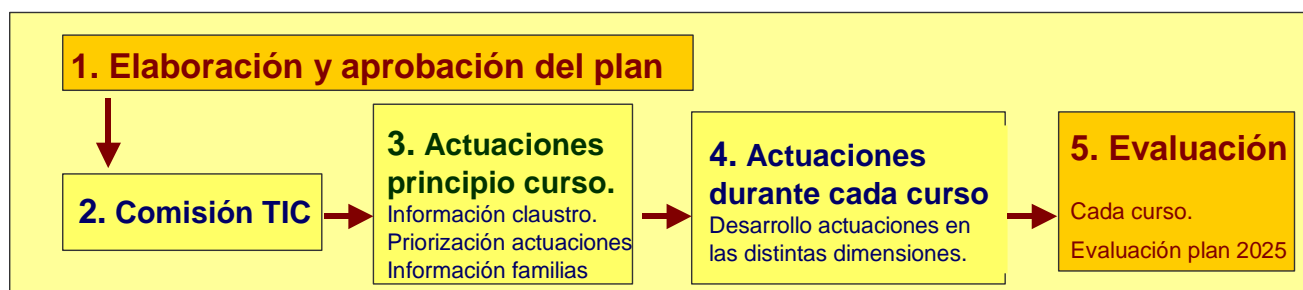 1. Elaboración y aprobación del plan
2. Comisión TIC
3. Actuaciones
principio curso.
Información claustro.
Priorización actuaciones
Información familias
4. Actuaciones
durante cada curso
Desarrollo actuaciones en
las distintas dimensiones.
5. Evaluación
Cada curso.
Evaluación plan 2025